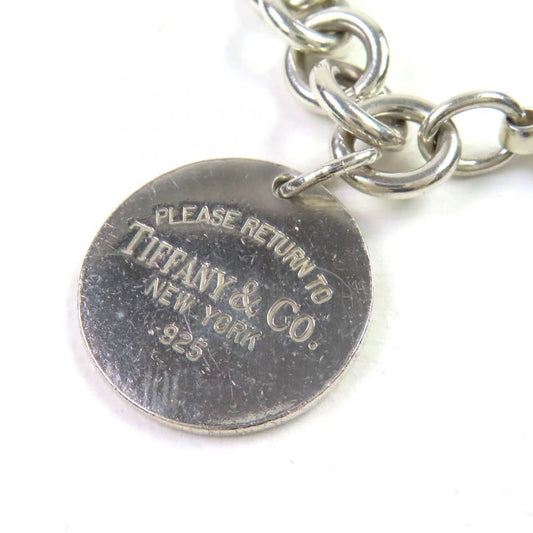 PLEASE RETURN TO
TIFFANY & CO.
NEW YORK
925